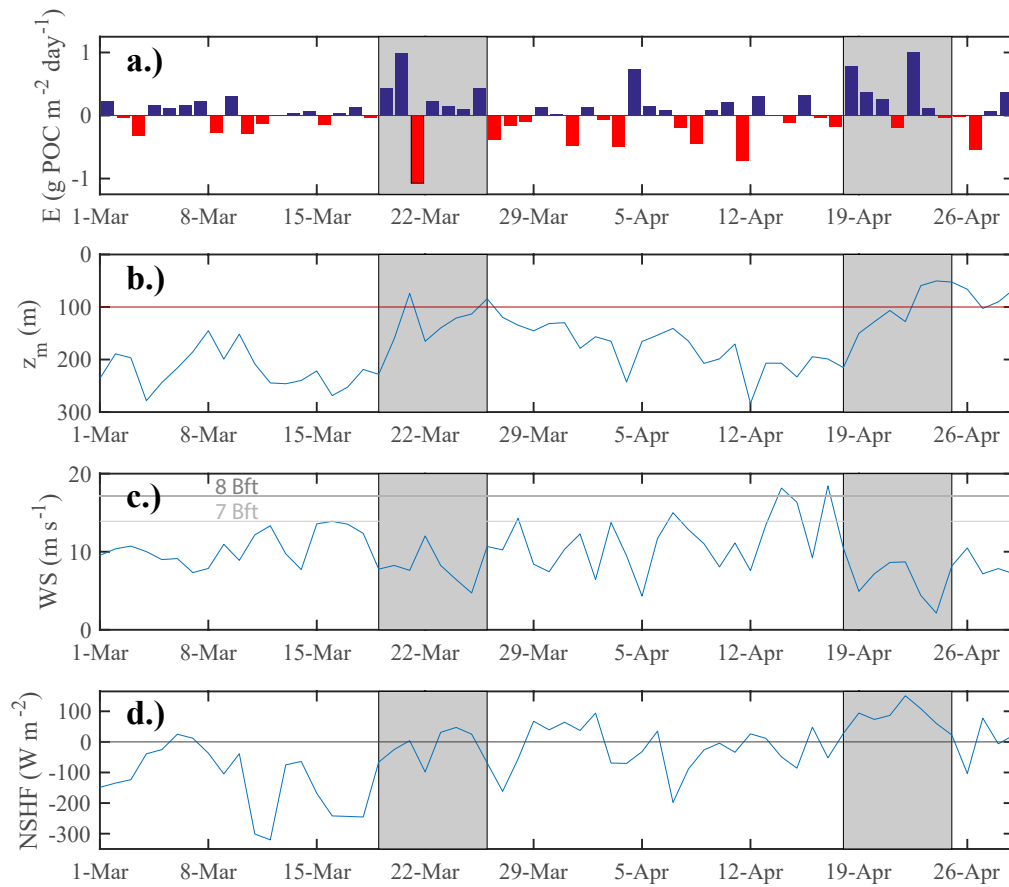 a.)
E (g POC m⁻² day⁻¹)
1
0
-1
1-Mar 8-Mar 15-Mar 22-Mar 29-Mar 5-Apr 12-Apr 19-Apr 26-Apr
b.)
z_m (m)
0
100
200
300
1-Mar 8-Mar 15-Mar 22-Mar 29-Mar 5-Apr 12-Apr 19-Apr 26-Apr
c.)
WS (m s⁻¹)
20
10
0
8 Bft
7 Bft
1-Mar 8-Mar 15-Mar 22-Mar 29-Mar 5-Apr 12-Apr 19-Apr 26-Apr
d.)
NSHF (W m⁻²)
100
0
-100
-200
-300
1-Mar 8-Mar 15-Mar 22-Mar 29-Mar 5-Apr 12-Apr 19-Apr 26-Apr